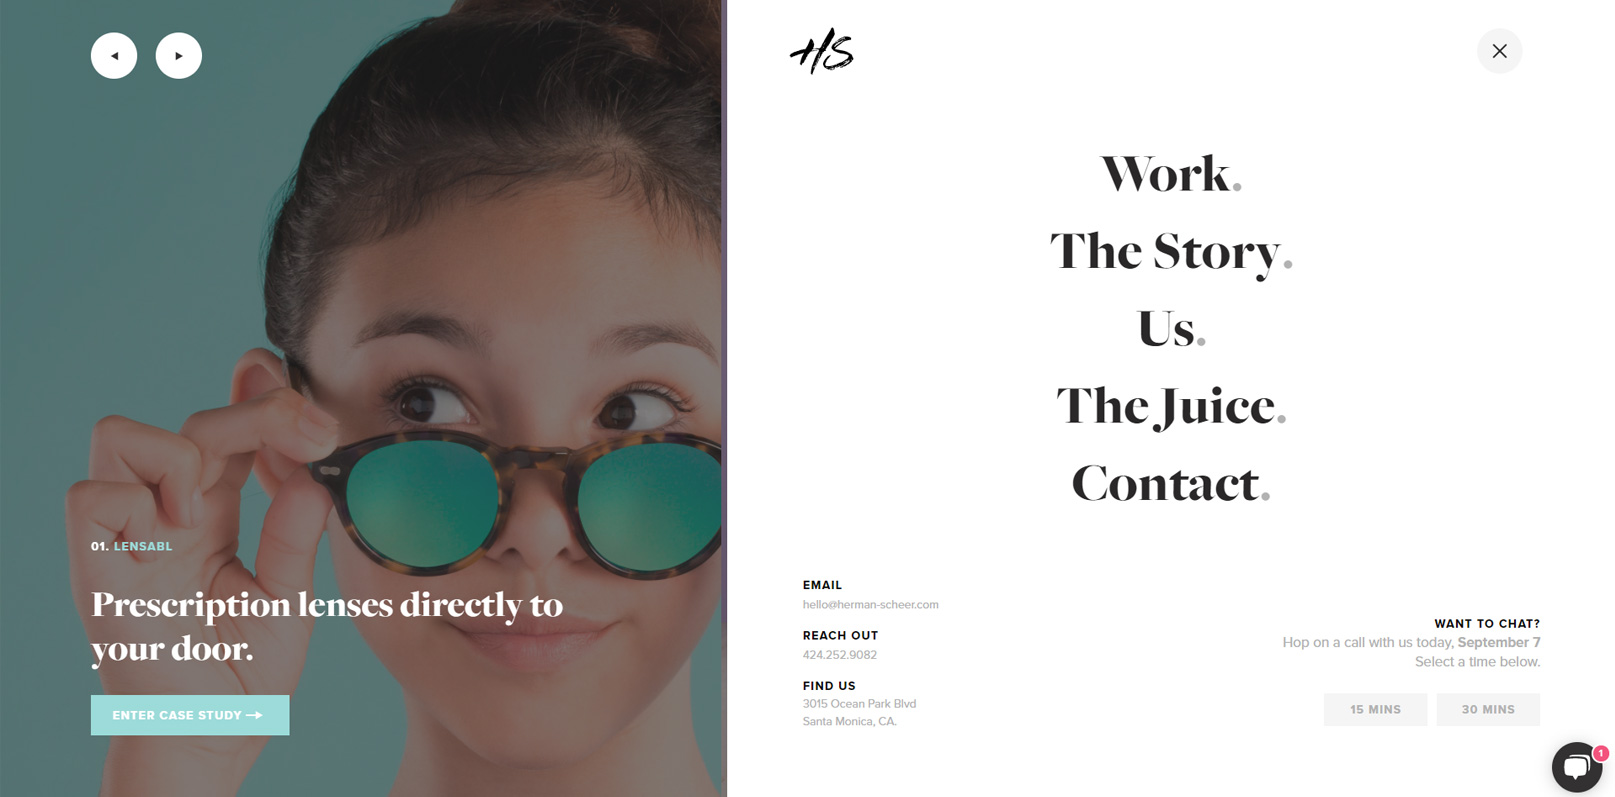 01. LENSABL
Prescription lenses directly to
your door.
ENTER CASE STUDY
HS
Work.
The Story.
Us.
The Juice.
Contact.
EMAIL
hello@herman-scheer.com
REACH OUT
424.252.9082
FIND US
3015 Ocean Park Blvd
Santa Monica, CA.
WANT TO CHAT?
Hop on a call with us today, September 7
Select a time below.
15 MINS
30 MINS
1